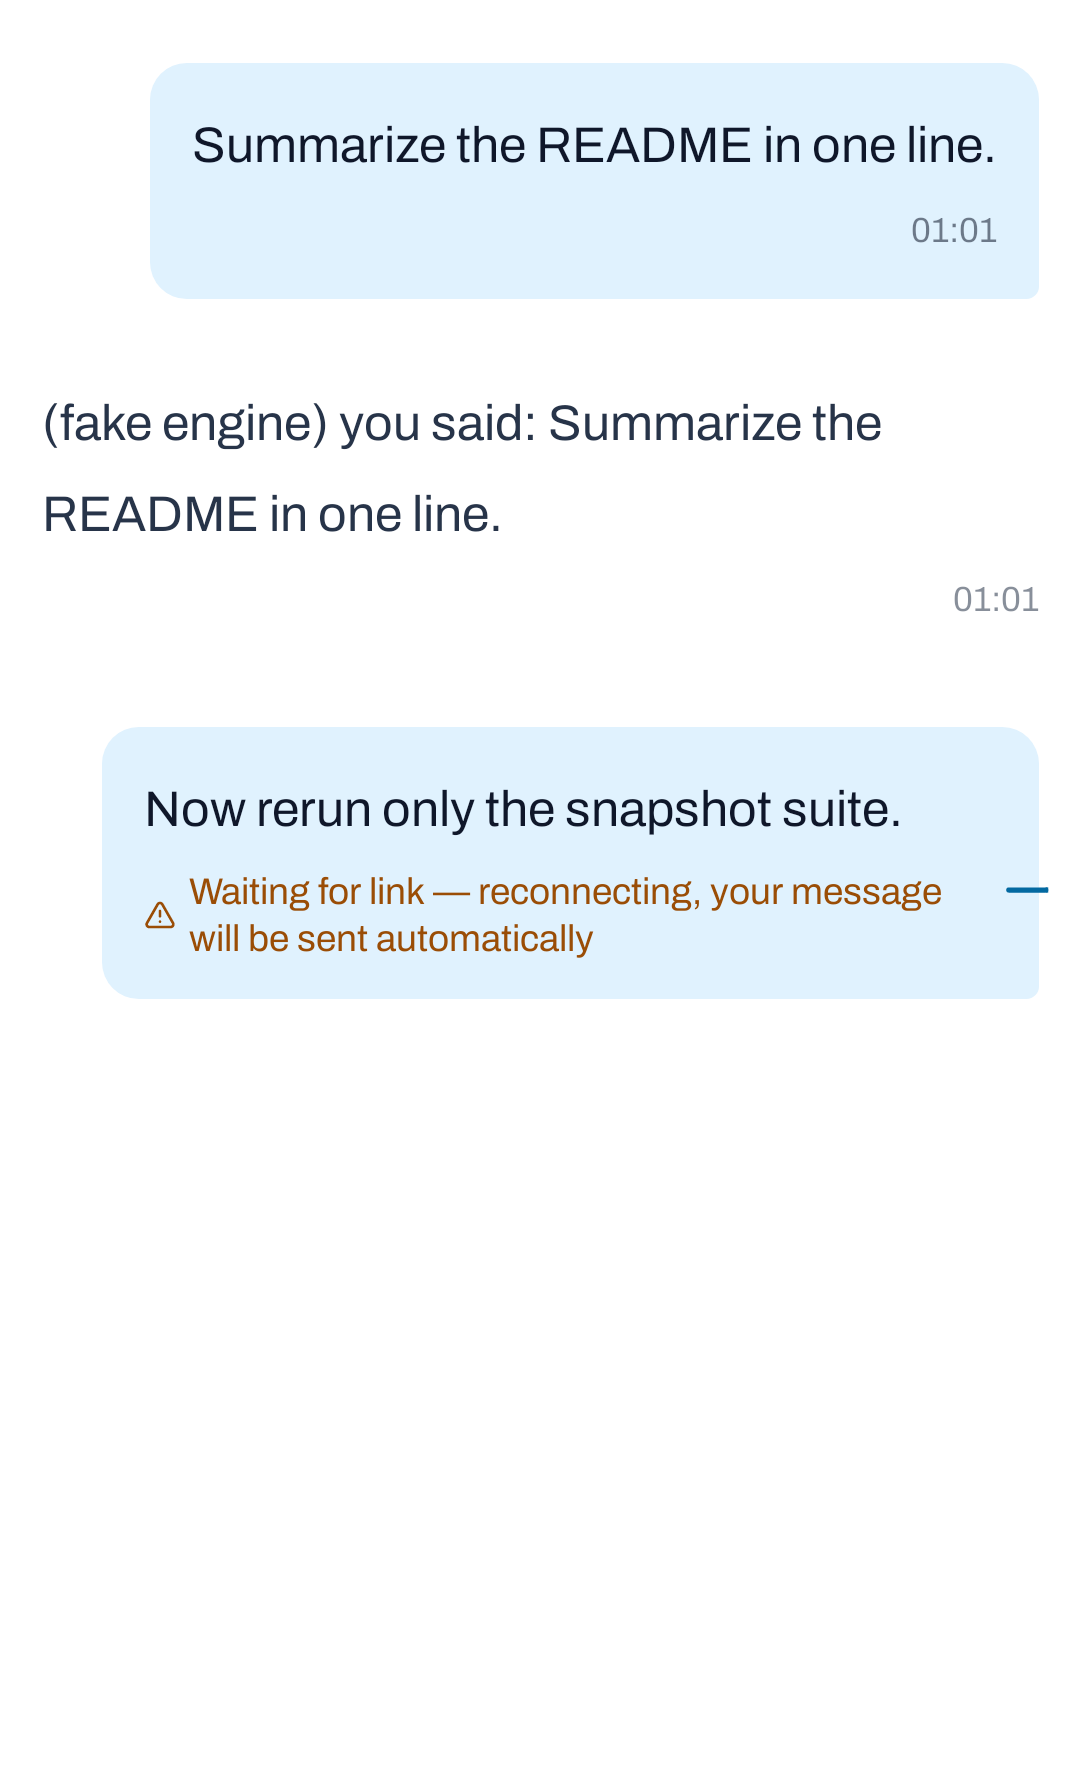 Summarize the README in one line.
01:01
(fake engine) you said: Summarize the
README in one line.
01:01
Now rerun only the snapshot suite.
Waiting for link — reconnecting, your message
will be sent automatically